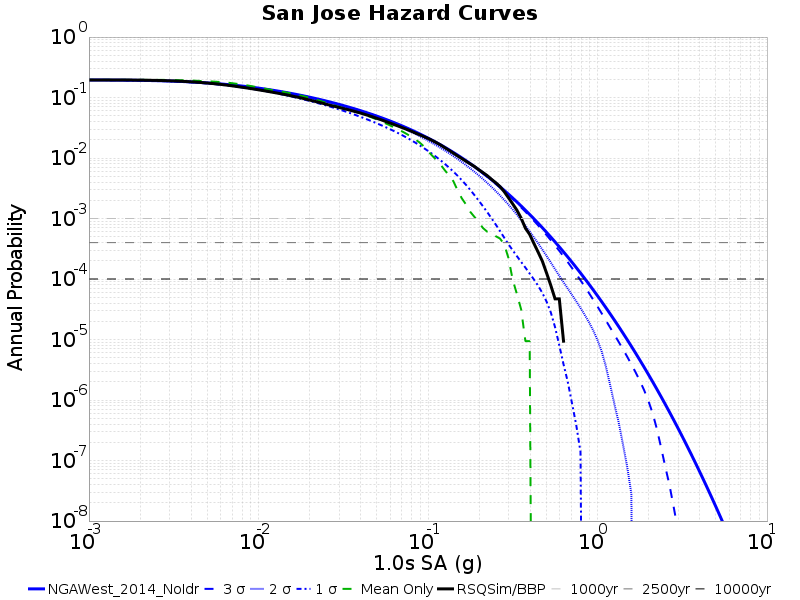 San Jose Hazard Curves
10^0
10^-1
10^-2
10^-3
10^-4
10^-5
10^-6
10^-7
10^-8
Annual Probability
10^-3 10^-2 10^-1 10^0 10^1
1.0s SA (g)
NGAWest_2014_NoIdr 3 σ 2 σ 1 σ Mean Only RSQSim/BBP 1000yr 2500yr 10000yr